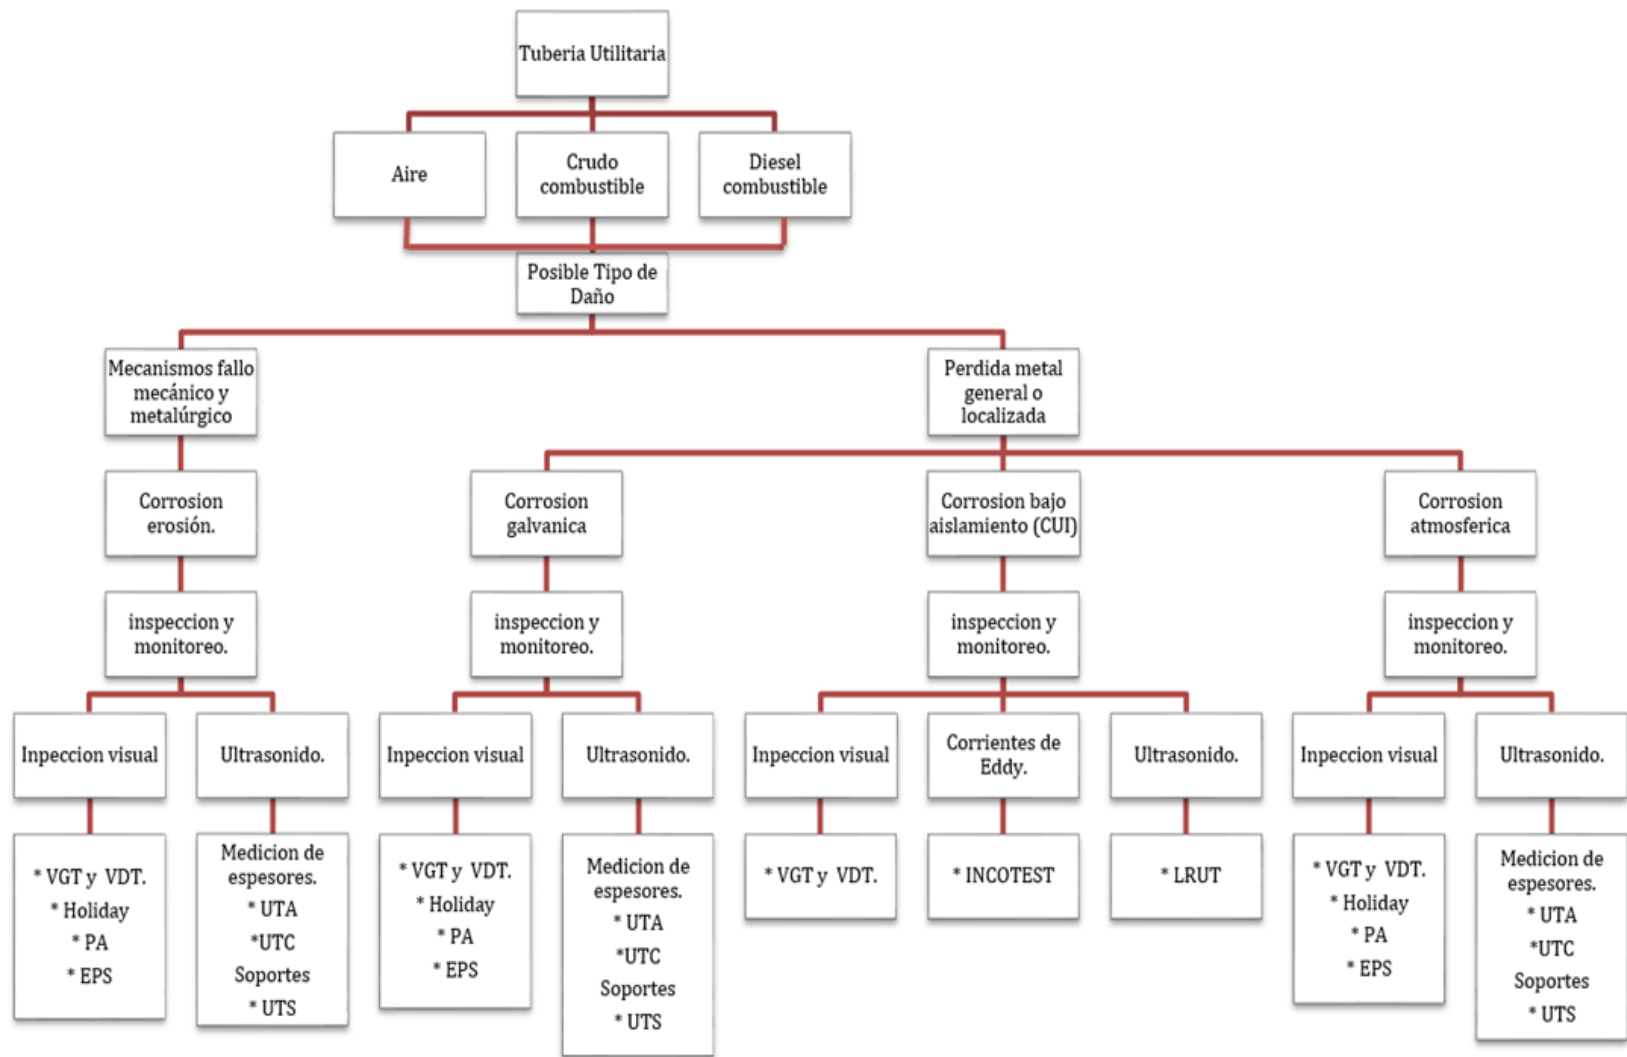 Tuberia Utilitaria
Aire
Crudo
combustible
Diesel
combustible
Posible Tipo de
Daño
Mecanismos fallo
mecánico y
metalúrgico
Perdida metal
general o
localizada
Corrosion
erosión.
Corrosion
galvanica
Corrosion bajo
aislamiento (CUI)
Corrosion
atmosferica
inspeccion y
monitoreo.
inspeccion y
monitoreo.
inspeccion y
monitoreo.
inspeccion y
monitoreo.
Inpeccion visual
Ultrasonido.
Inpeccion visual
Ultrasonido.
Inpeccion visual
Corrientes de
Eddy.
Ultrasonido.
Inpeccion visual
Ultrasonido.
* VGT y VDT.
* Holiday
* PA
* EPS
Medicion de
espesores.
* UTA
*UTC
Soportes
* UTS
* VGT y VDT.
* Holiday
* PA
* EPS
Medicion de
espesores.
* UTA
*UTC
Soportes
* UTS
* VGT y VDT.
* INCOTEST
* LRUT
* VGT y VDT.
* Holiday
* PA
* EPS
Medicion de
espesores.
* UTA
*UTC
Soportes
* UTS